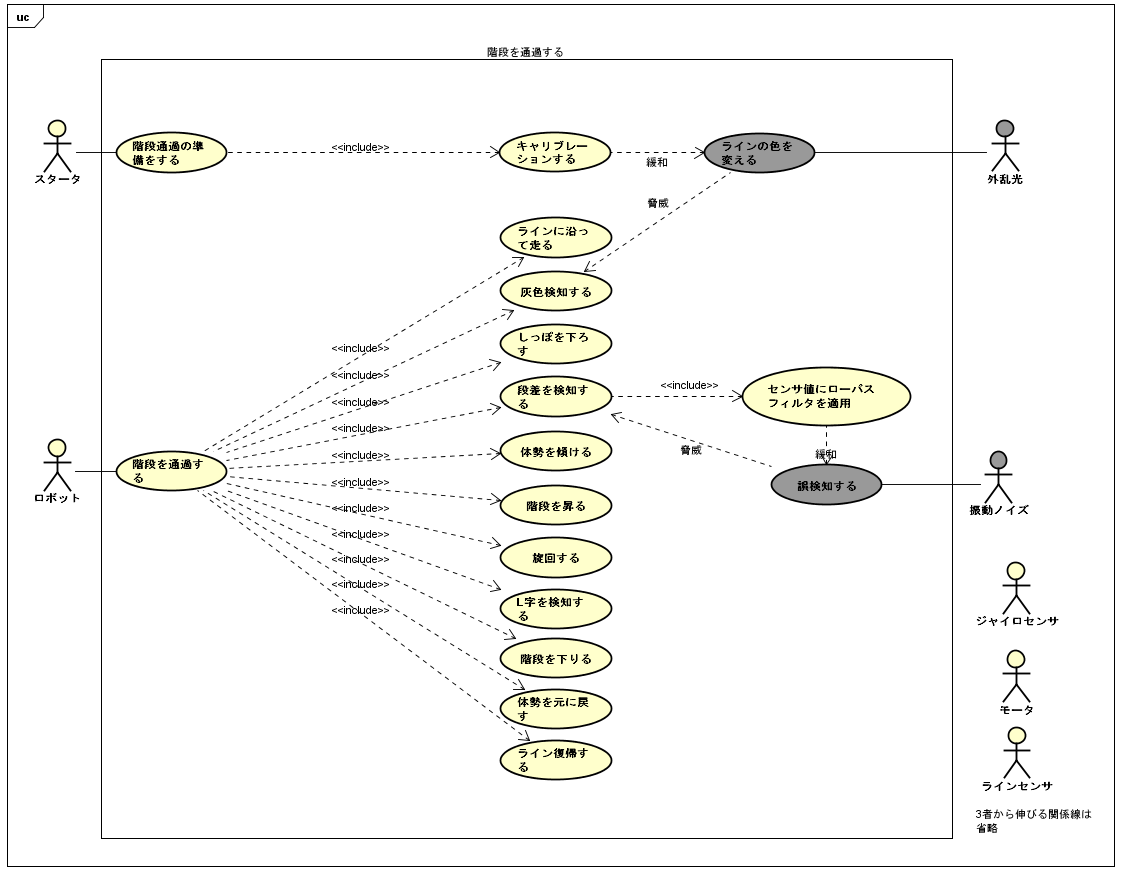 uc
階段を通過する
スタータ
階段通過の準
備をする
<<include>>
キャリブレー
ションする
緩和
ラインの色を
変える
外乱光
脅威
ラインに沿っ
て走る
灰色検知する
しっぽを下ろ
す
段差を検知す
る
<<include>>
センサ値にローパス
フィルタを適用
脅威
緩和
誤検知する
振動ノイズ
ロボット
階段を通過す
る
<<include>>
<<include>>
<<include>>
<<include>>
<<include>>
<<include>>
<<include>>
<<include>>
<<include>>
<<include>>
<<include>>
体勢を傾ける
階段を昇る
旋回する
L字を検知す
る
階段を下りる
体勢を元に戻
す
ライン復帰す
る
ジャイロセンサ
モータ
ラインセンサ
3者から伸びる関係線は
省略